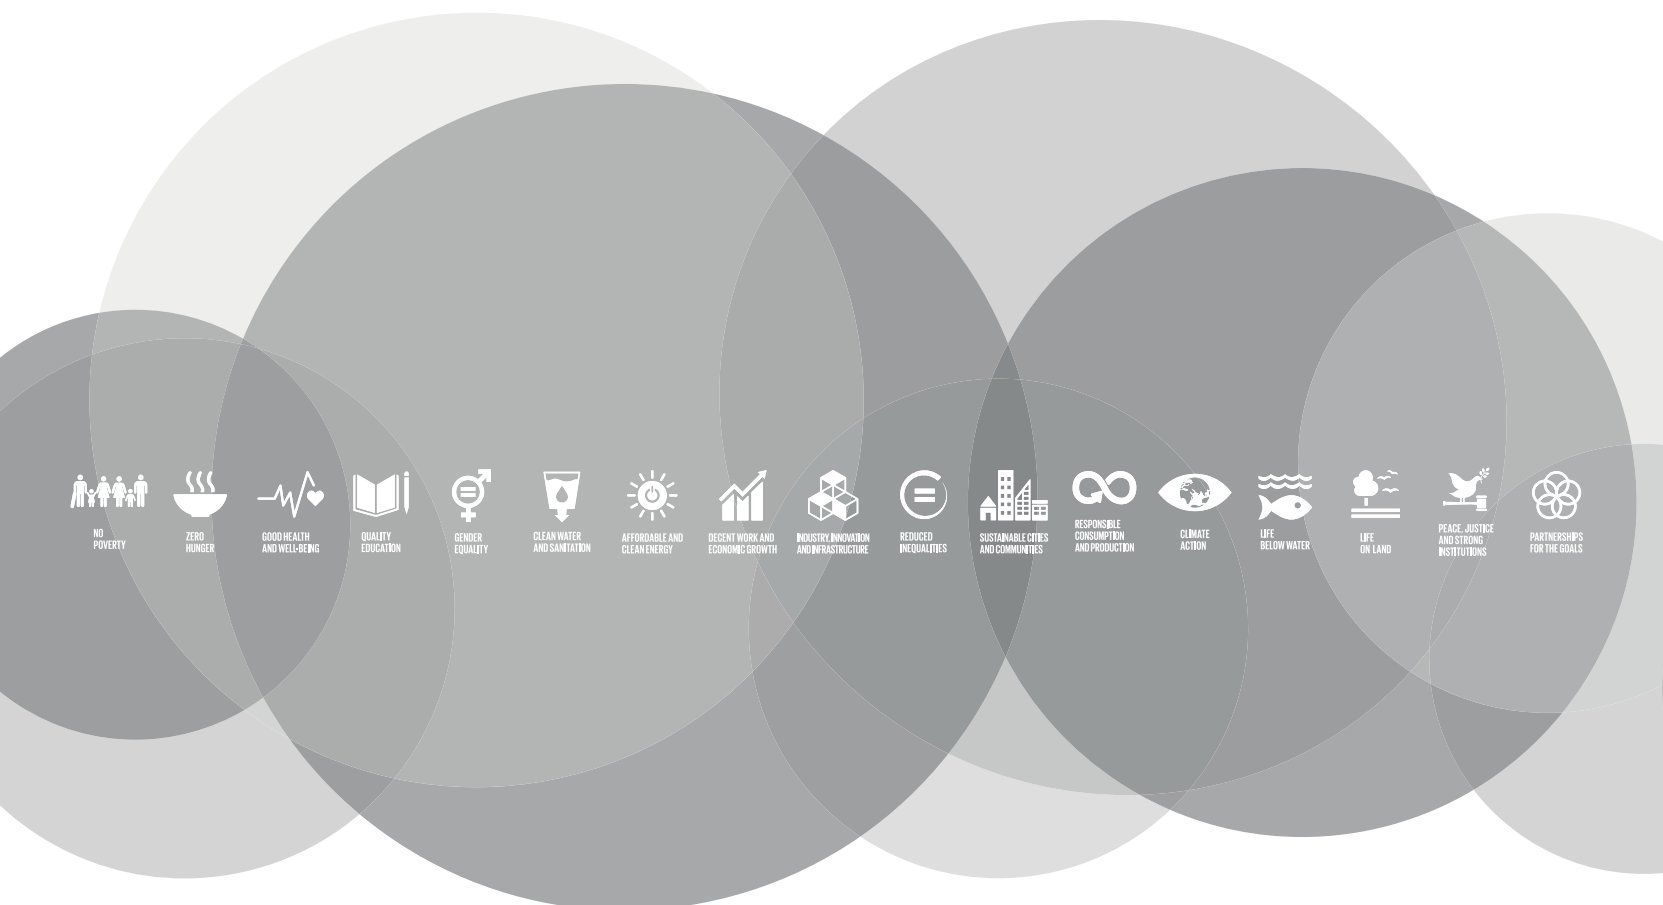 NO
POVERTY
ZERO
HUNGER
GOOD HEALTH
AND WELL-BEING
QUALITY
EDUCATION
GENDER
EQUALITY
CLEAN WATER
AND SANITATION
AFFORDABLE AND
CLEAN ENERGY
DECENT WORK AND
ECONOMIC GROWTH
INDUSTRY, INNOVATION
AND INFRASTRUCTURE
REDUCED
INEQUALITIES
SUSTAINABLE CITIES
AND COMMUNITIES
RESPONSIBLE
CONSUMPTION
AND PRODUCTION
CLIMATE
ACTION
LIFE
BELOW WATER
LIFE
ON LAND
PEACE, JUSTICE
AND STRONG
INSTITUTIONS
PARTNERSHIPS
FOR THE GOALS